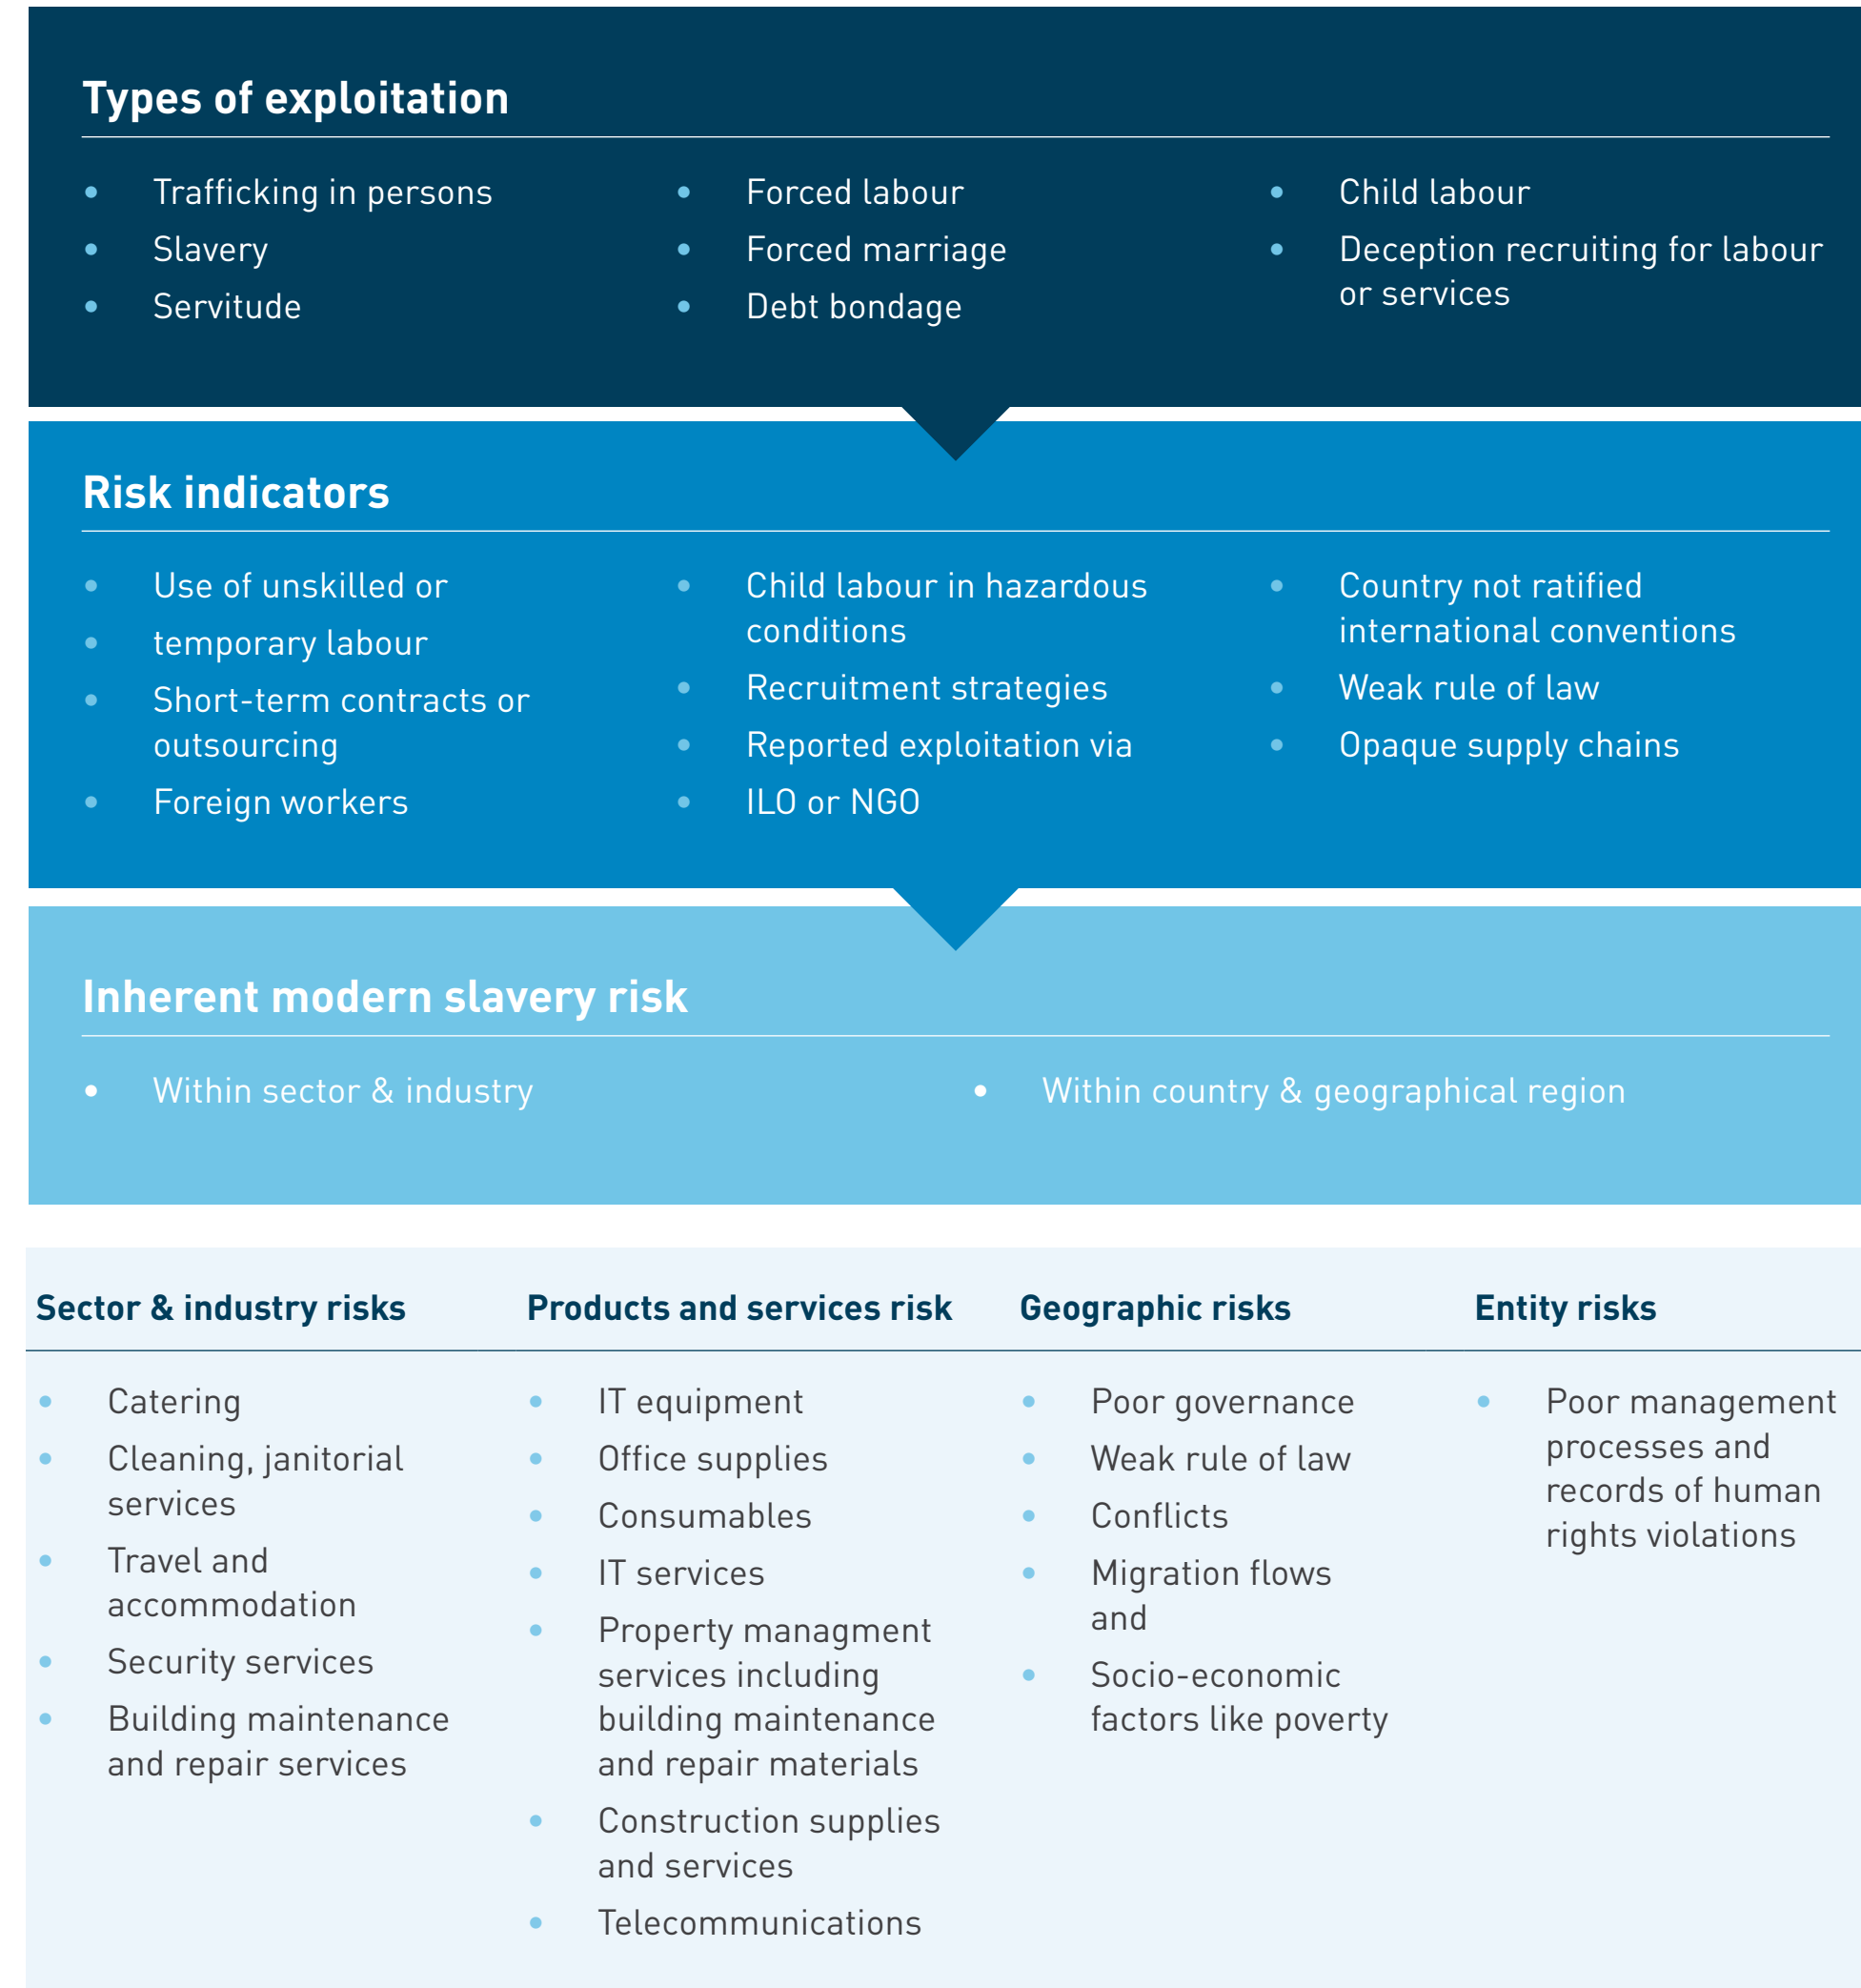 Types of exploitation
• Trafficking in persons
• Slavery
• Servitude
• Forced labour
• Forced marriage
• Debt bondage
• Child labour
• Deception recruiting for labour
or services
Risk indicators
• Use of unskilled or
• temporary labour
• Short-term contracts or
outsourcing
• Foreign workers
• Child labour in hazardous
conditions
• Recruitment strategies
• Reported exploitation via
• ILO or NGO
• Country not ratified
international conventions
• Weak rule of law
• Opaque supply chains
Inherent modern slavery risk
• Within sector & industry
• Within country & geographical region
Sector & industry risks
• Catering
• Cleaning, janitorial
services
• Travel and
accommodation
• Security services
• Building maintenance
and repair services
Products and services risk
• IT equipment
• Office supplies
• Consumables
• IT services
• Property managment
services including
building maintenance
and repair materials
• Construction supplies
and services
• Telecommunications
Geographic risks
• Poor governance
• Weak rule of law
• Conflicts
• Migration flows
and
• Socio-economic
factors like poverty
Entity risks
• Poor management
processes and
records of human
rights violations